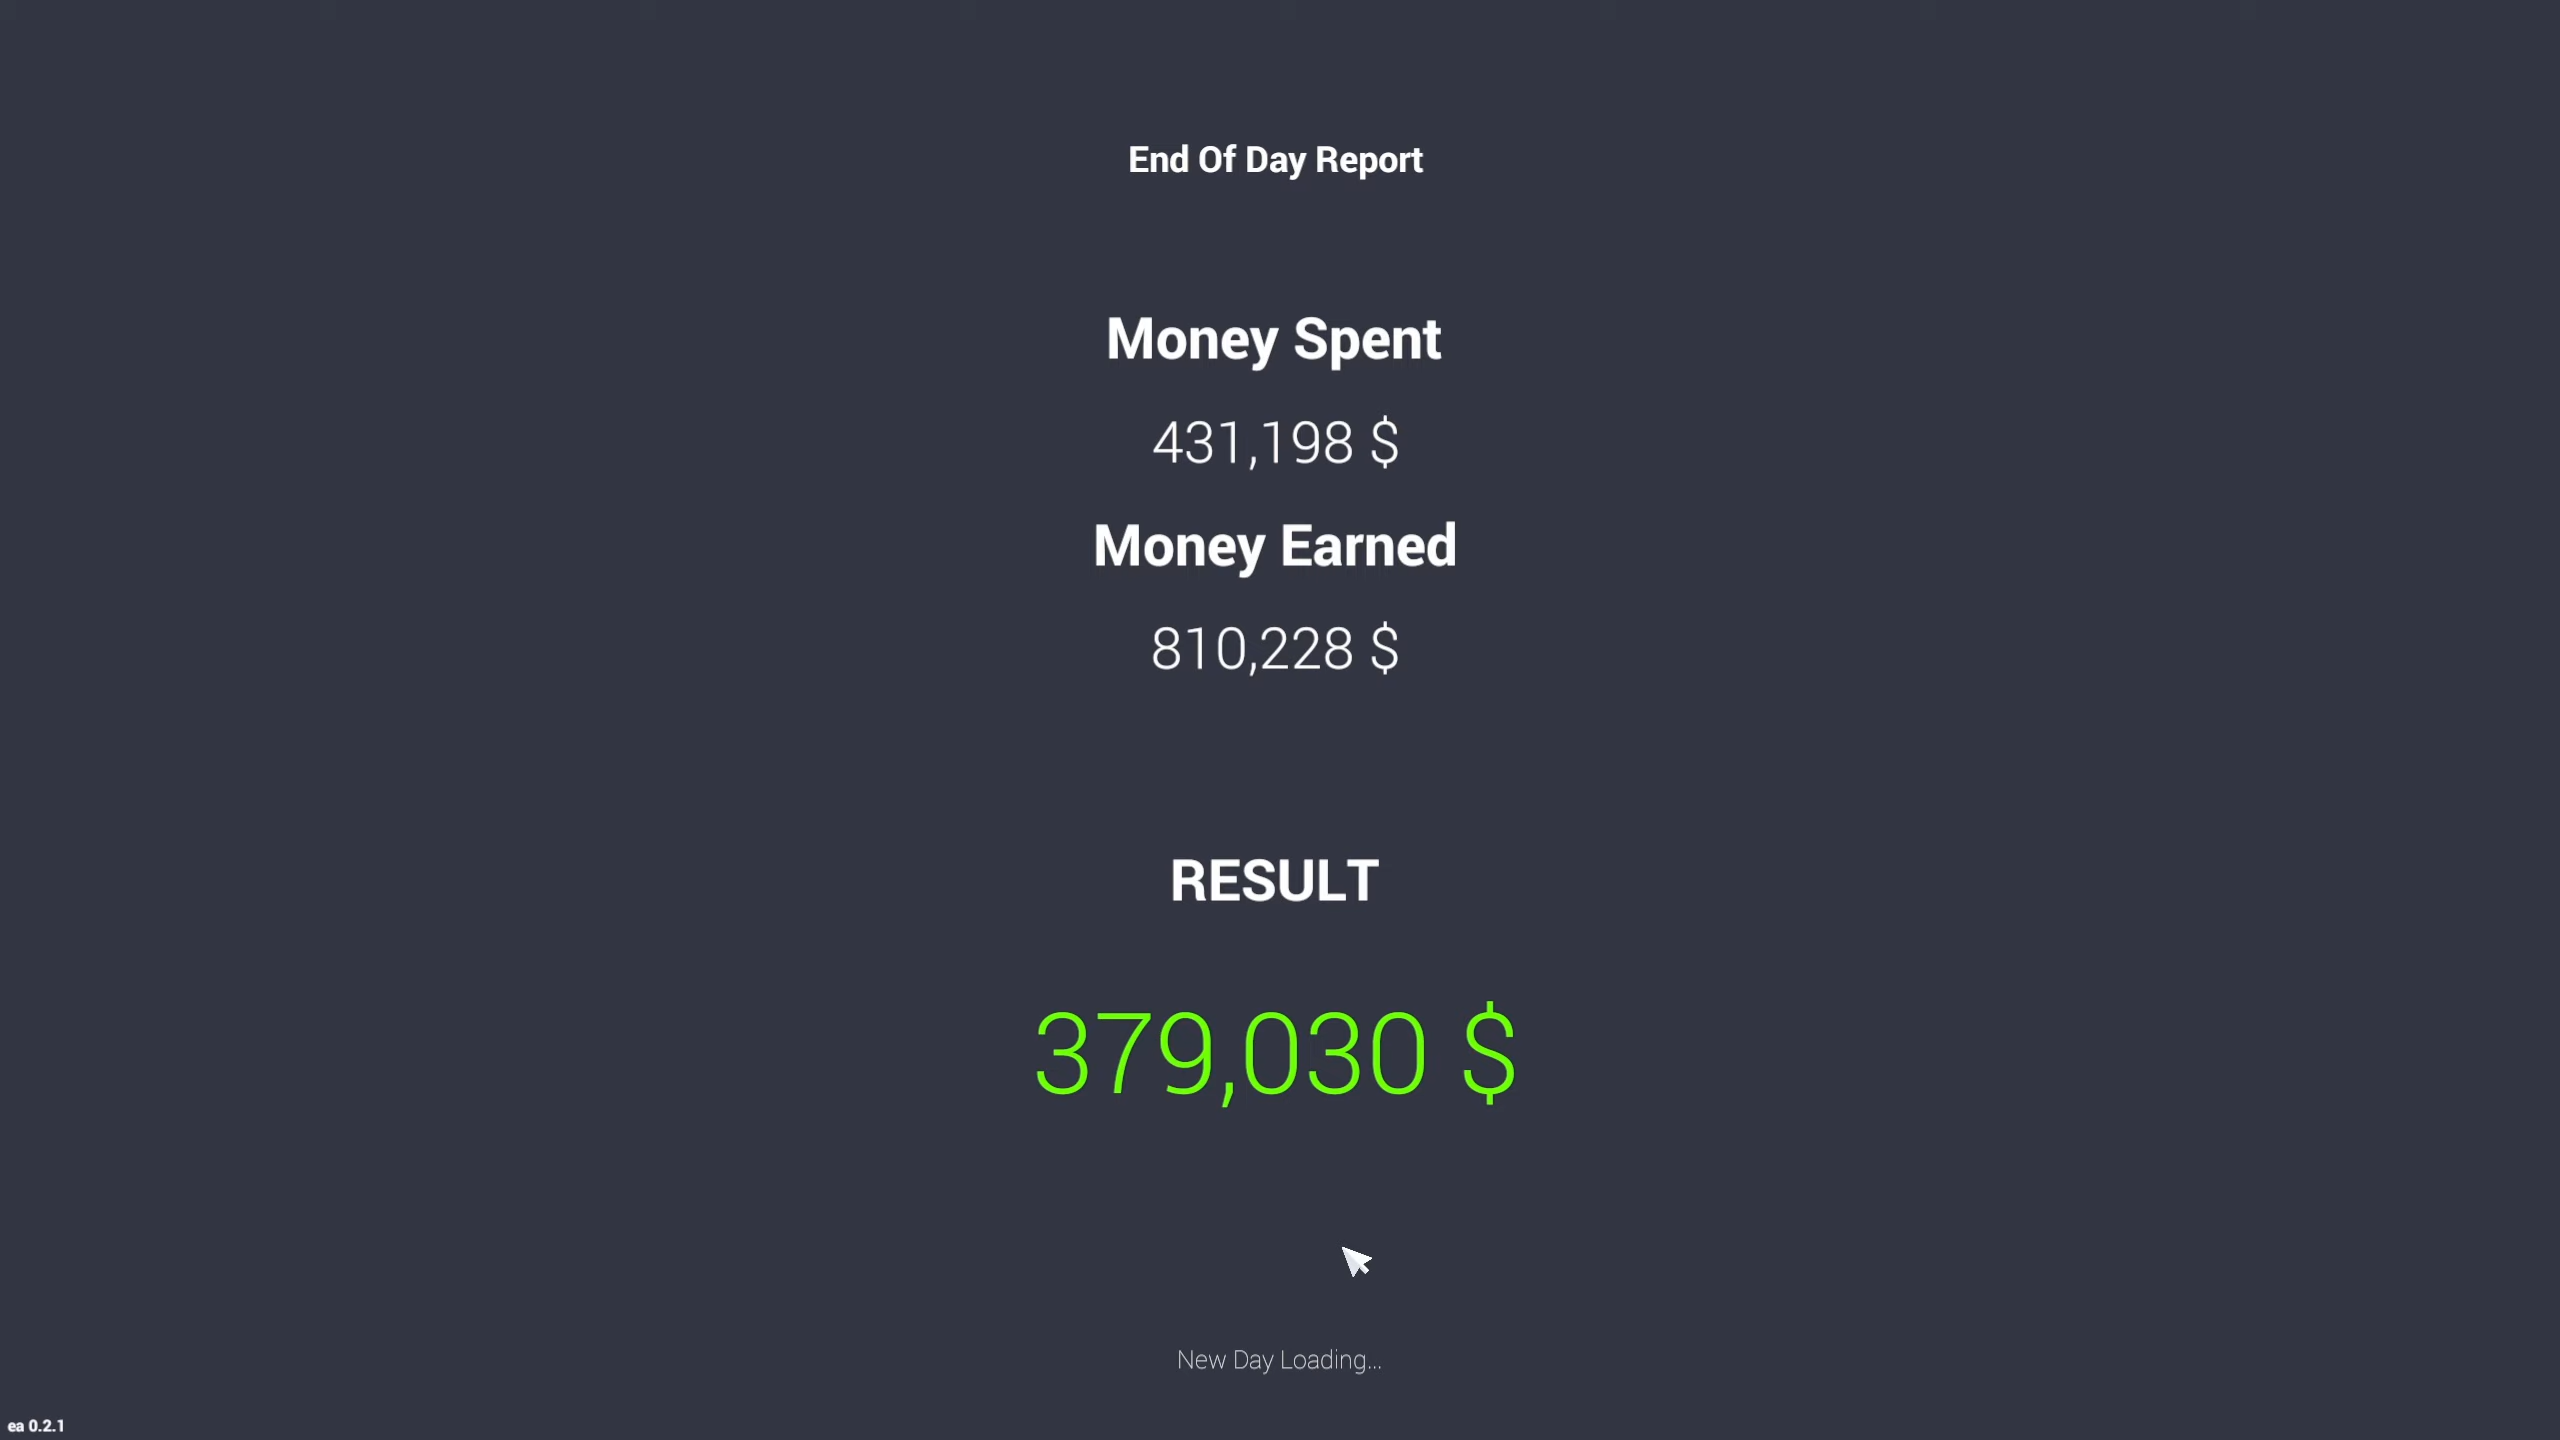 End Of Day Report
Money Spent
431,198 $
Money Earned
810,228 $
RESULT
379,030 $
New Day Loading...
ea 0.2.1